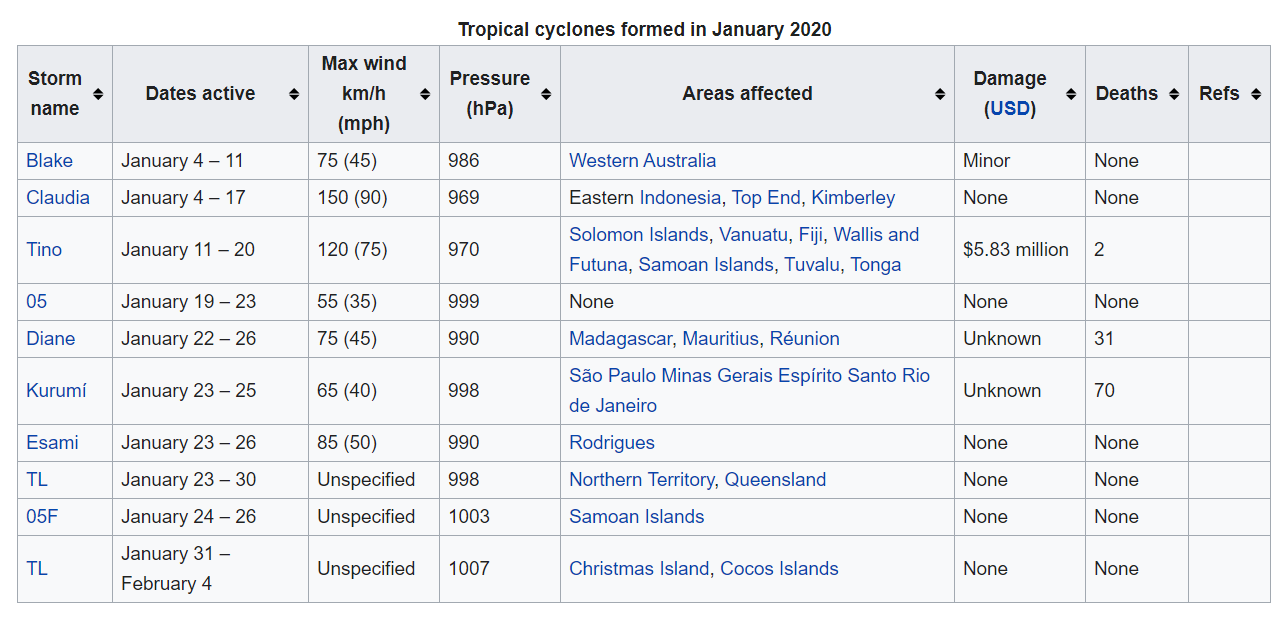 Tropical cyclones formed in January 2020
Storm name Dates active Max wind km/h (mph) Pressure (hPa) Areas affected Damage (USD) Deaths Refs
Blake January 4 – 11 75 (45) 986 Western Australia Minor None
Claudia January 4 – 17 150 (90) 969 Eastern Indonesia, Top End, Kimberley None None
Tino January 11 – 20 120 (75) 970 Solomon Islands, Vanuatu, Fiji, Wallis and Futuna, Samoan Islands, Tuvalu, Tonga $5.83 million 2
05 January 19 – 23 55 (35) 999 None None None
Diane January 22 – 26 75 (45) 990 Madagascar, Mauritius, Réunion Unknown 31
Kurumí January 23 – 25 65 (40) 998 São Paulo Minas Gerais Espírito Santo Rio de Janeiro Unknown 70
Esami January 23 – 26 85 (50) 990 Rodrigues None None
TL January 23 – 30 Unspecified 998 Northern Territory, Queensland None None
05F January 24 – 26 Unspecified 1003 Samoan Islands None None
TL January 31 – February 4 Unspecified 1007 Christmas Island, Cocos Islands None None